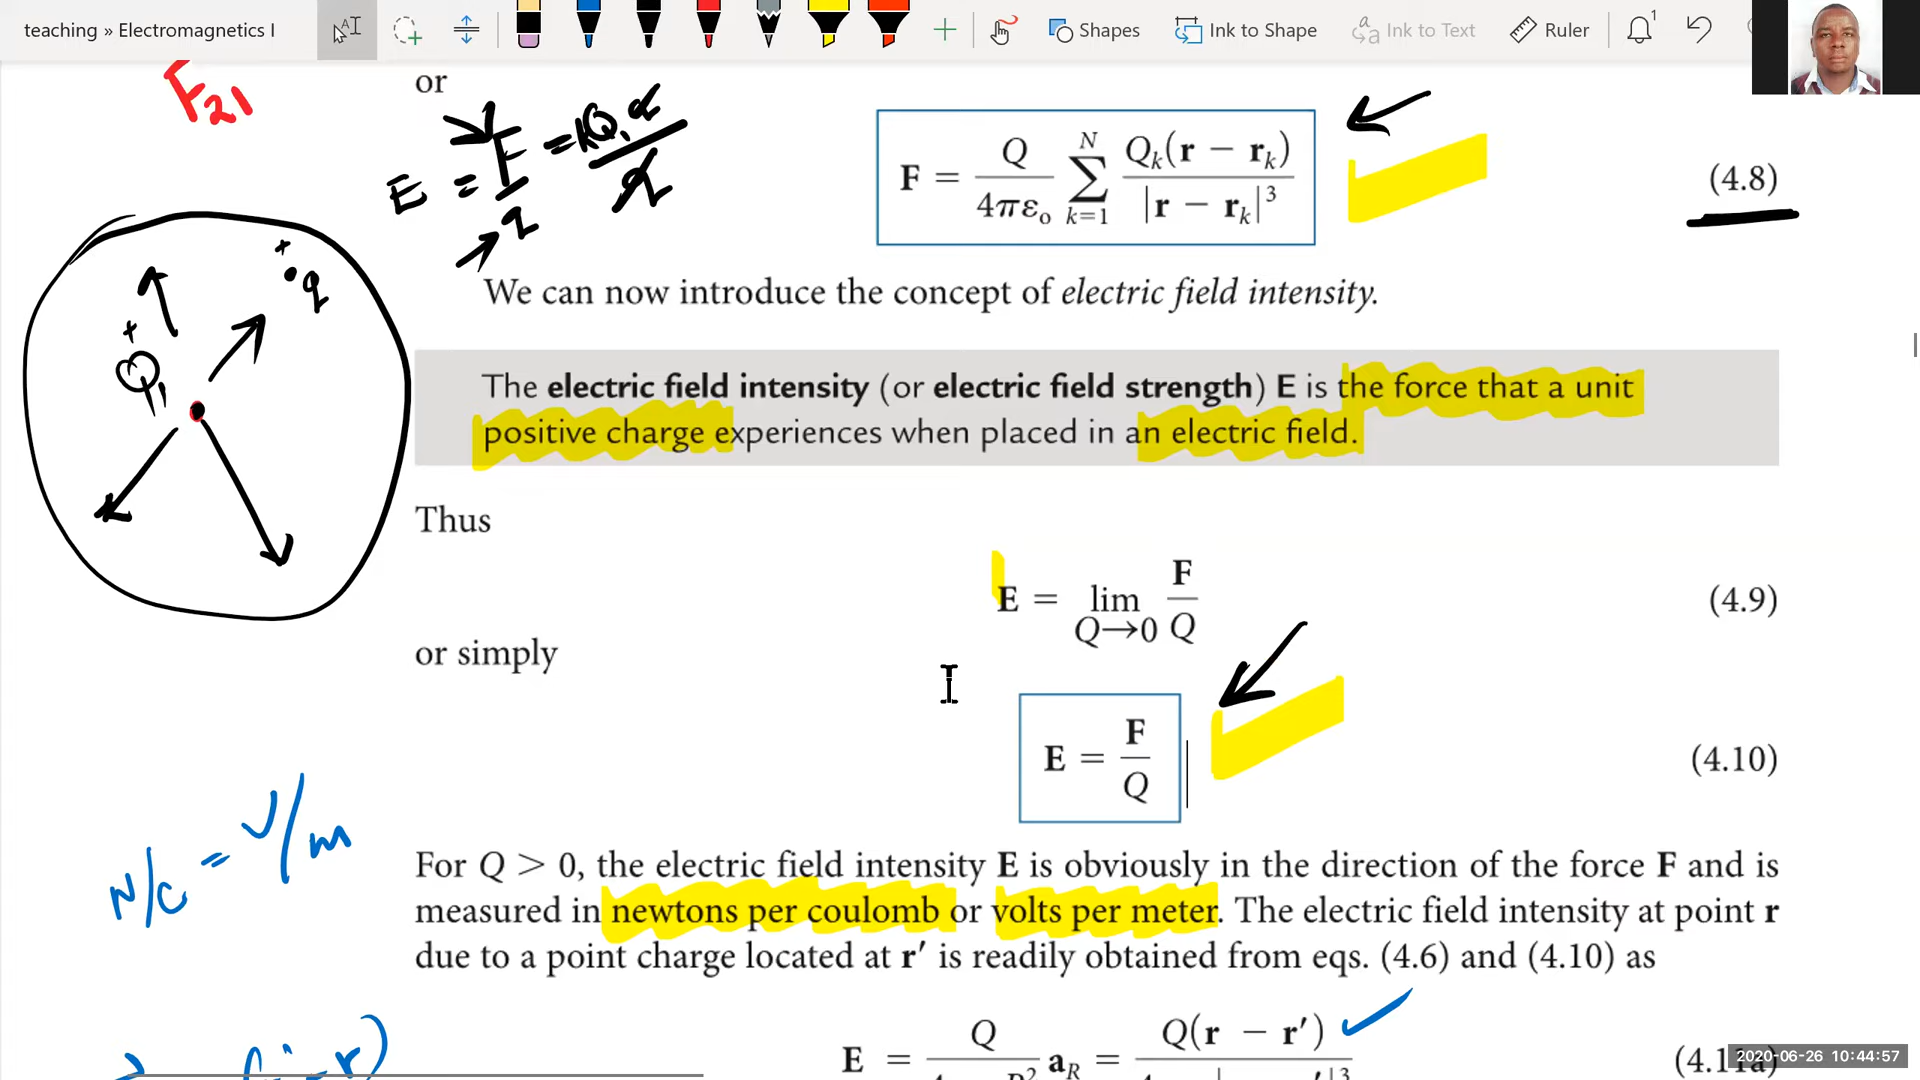 teaching » Electromagnetics I
Shapes
Ink to Shape
Ink to Text
Ruler
1
F21
or
E = F/q = kQ₁q/q
F = Q/4πε₀ ∑ₖ₌₁ᴺ Qₖ(r − rₖ)/|r − rₖ|³ (4.8)
+
q
+
Q₁
We can now introduce the concept of electric field intensity.
The electric field intensity (or electric field strength) E is the force that a unit
positive charge experiences when placed in an electric field.
Thus
E = lim Q→0 F/Q (4.9)
or simply
E = F/Q (4.10)
N/C = V/m
For Q > 0, the electric field intensity E is obviously in the direction of the force F and is
measured in newtons per coulomb or volts per meter. The electric field intensity at point r
due to a point charge located at r′ is readily obtained from eqs. (4.6) and (4.10) as
2020-06-26 10:44:57